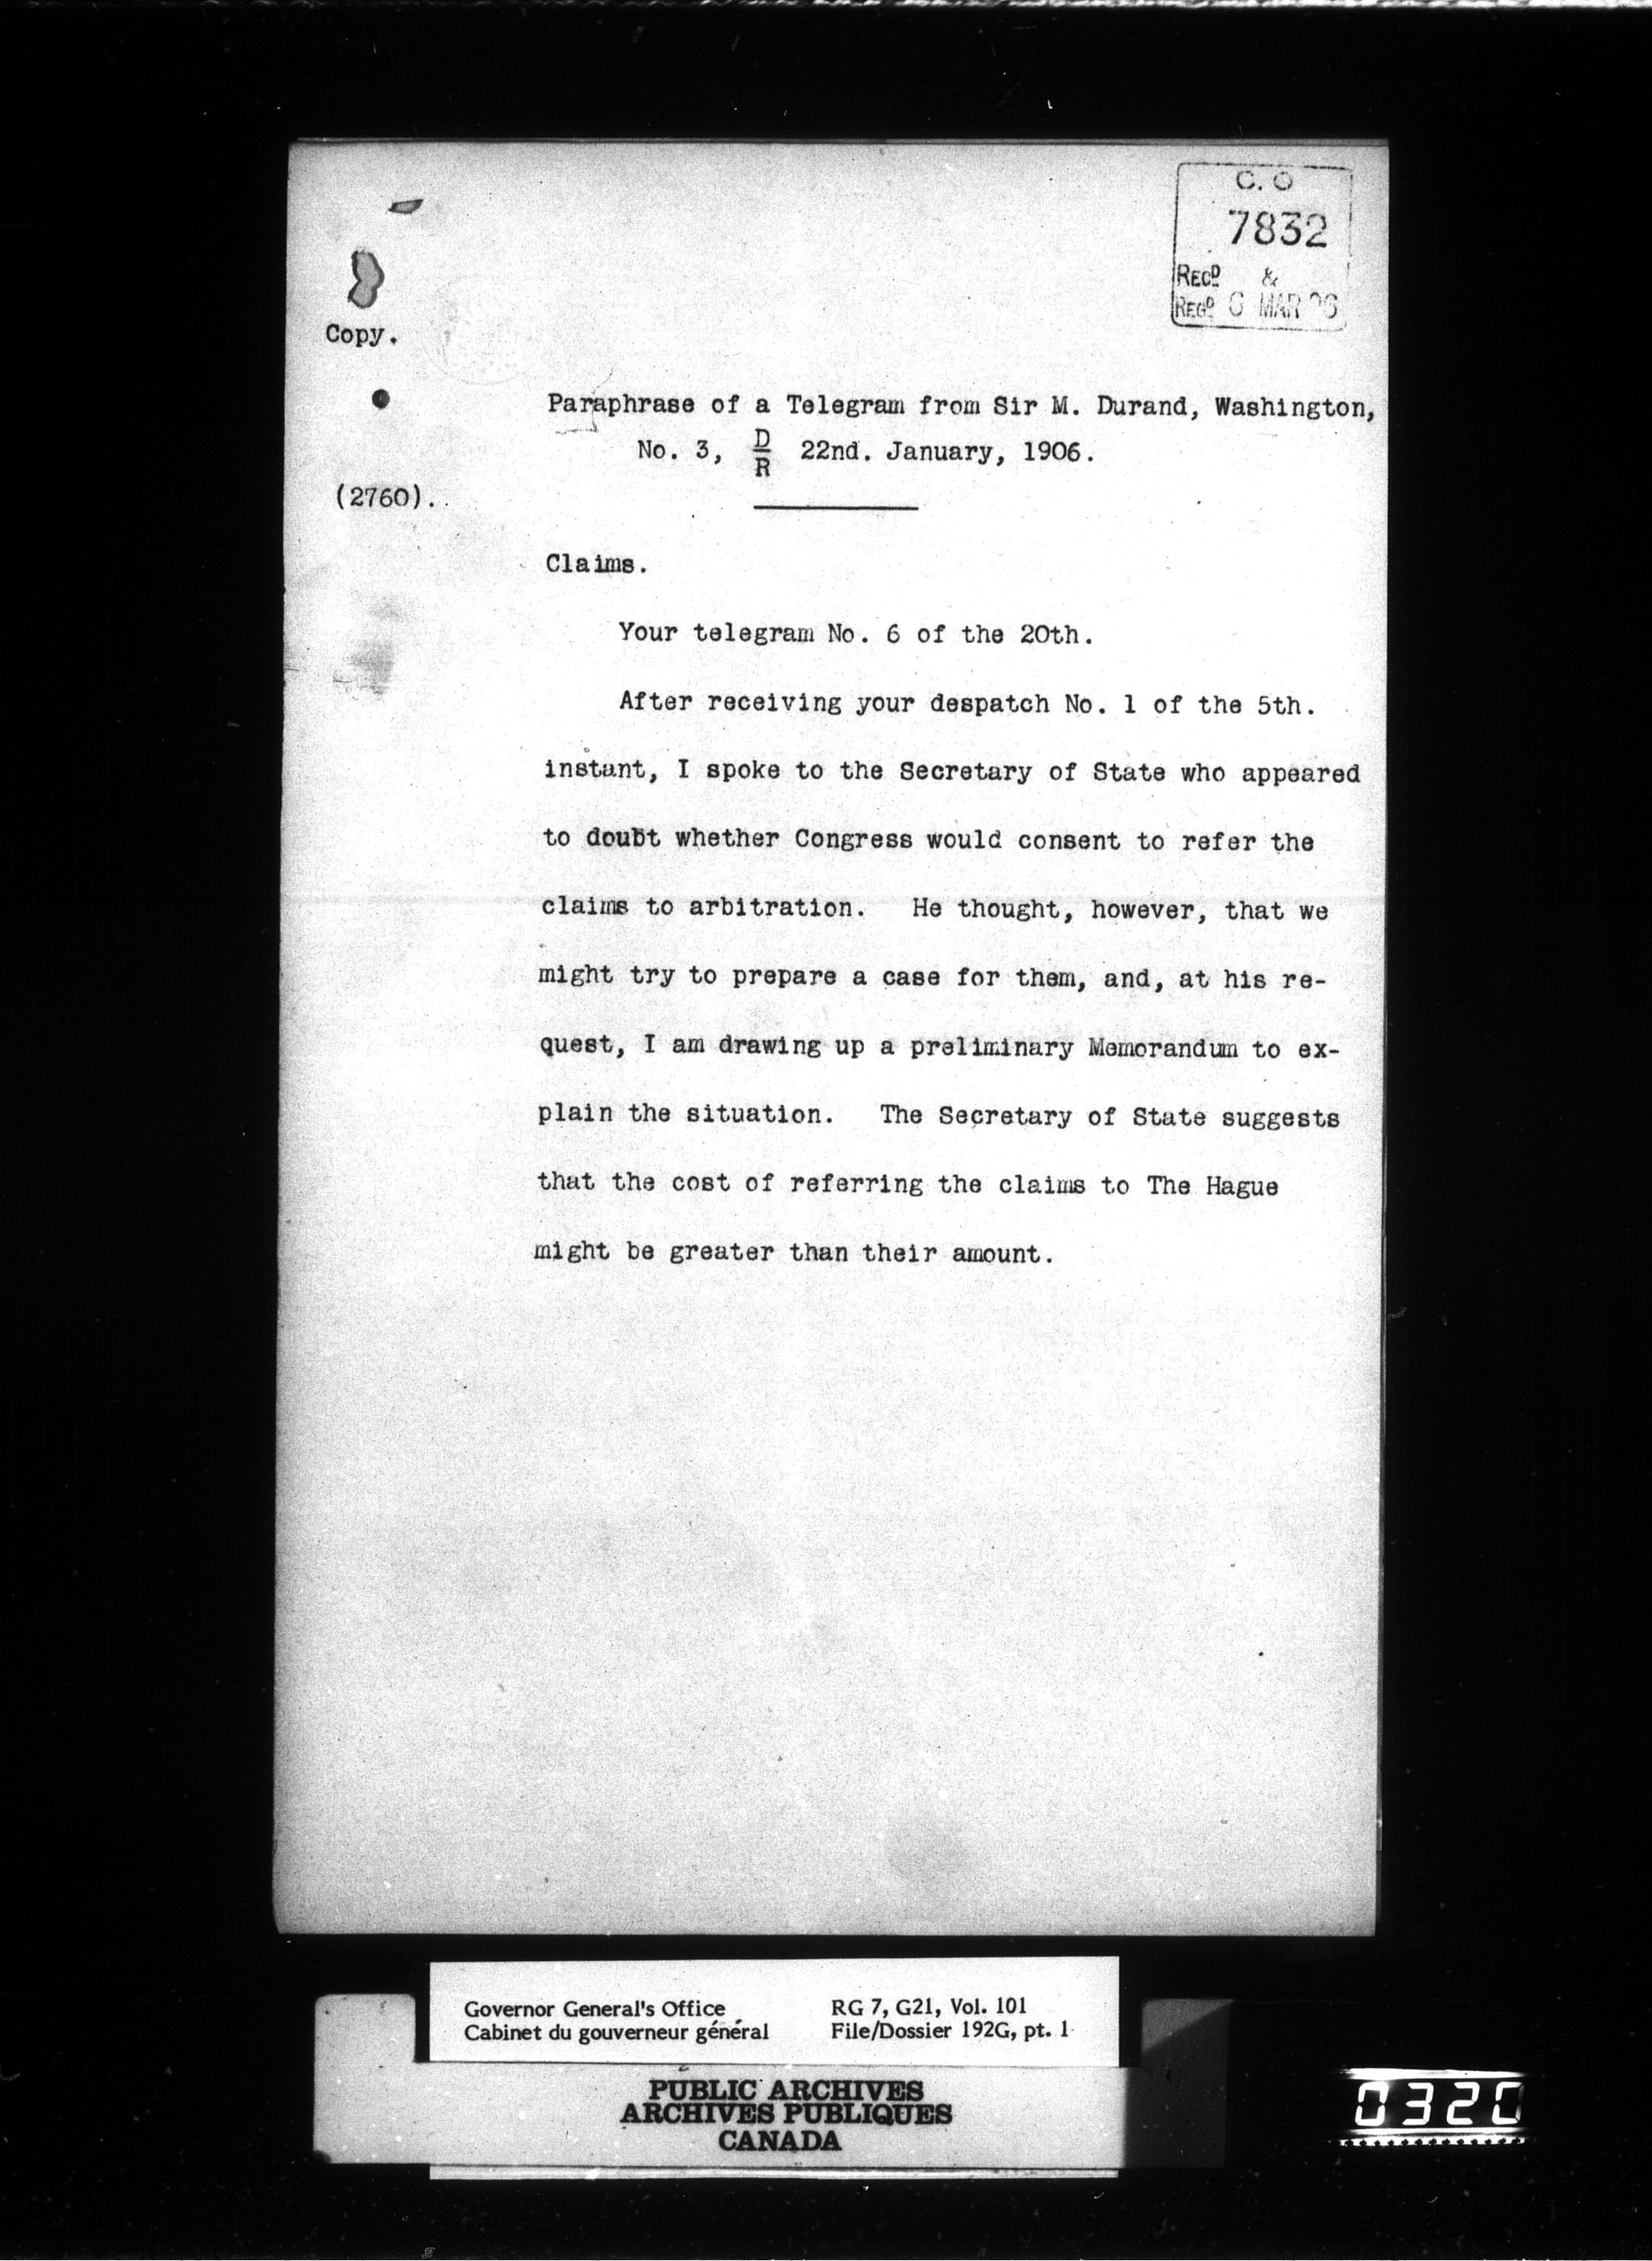 C. O
7832
RECD &
REGD 6 MAR 06
Copy.
Paraphrase of a Telegram from Sir M. Durand, Washington,
No. 3, D/R 22nd. January, 1906.
(2760).
Claims.
Your telegram No. 6 of the 20th.
After receiving your despatch No. 1 of the 5th.
instant, I spoke to the Secretary of State who appeared
to doubt whether Congress would consent to refer the
claims to arbitration. He thought, however, that we
might try to prepare a case for them, and, at his re-
quest, I am drawing up a preliminary Memorandum to ex-
plain the situation. The Secretary of State suggests
that the cost of referring the claims to The Hague
might be greater than their amount.
Governor General's Office RG 7, G21, Vol. 101
Cabinet du gouverneur général File/Dossier 192G, pt. 1
PUBLIC ARCHIVES
ARCHIVES PUBLIQUES
CANADA
0320